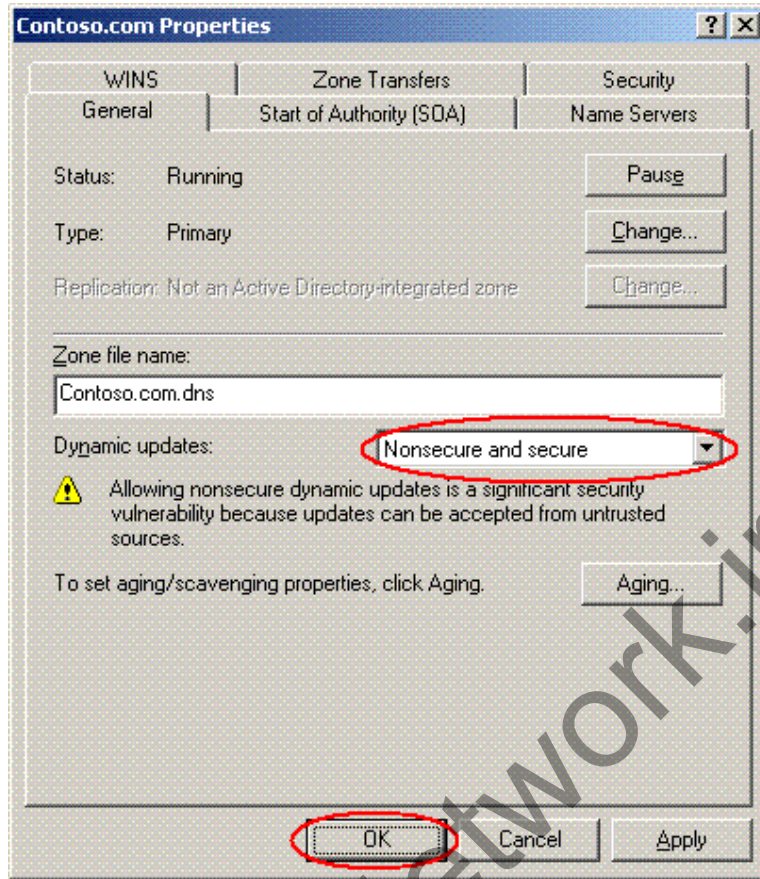 Contoso.com Properties
WINS Zone Transfers Security
General Start of Authority (SOA) Name Servers
Status: Running Pause
Type: Primary Change...
Replication: Not an Active Directory-integrated zone Change...
Zone file name:
Contoso.com.dns
Dynamic updates: Nonsecure and secure
Allowing nonsecure dynamic updates is a significant security
vulnerability because updates can be accepted from untrusted
sources.
To set aging/scavenging properties, click Aging. Aging...
OK Cancel Apply